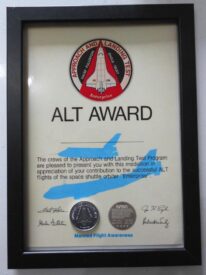 APPROACH AND LANDING TEST
Enterprise
ALT AWARD
The crews of the Approach and Landing Test Program
are pleased to present you with this medallion in
appreciation of your contribution to the successful ALT
flights of the space shuttle orbiter "Enterprise"
Manned Flight Awareness